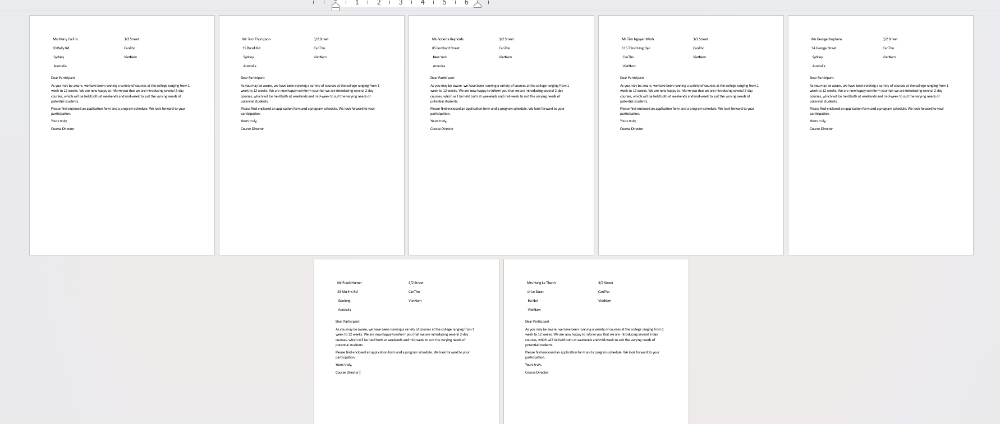 1 2 3 4 5 6
Mrs Mary Collins 3/2 Street
10 Bally Rd CanTho
Sydney VietNam
Australia
Dear Participant
As you may be aware, we have been running a variety of courses at the college ranging from 1
week to 12 weeks. We are now happy to inform you that we are introducing several 2-day
courses, which will be held both at weekends and mid-week to suit the varying needs of
potential students.
Please find enclosed an application form and a program schedule. We look forward to your
participation.
Yours truly,
Course Director
Mr Tom Thompson 3/2 Street
15 Bondi Rd CanTho
Sydney VietNam
Australia
Dear Participant
As you may be aware, we have been running a variety of courses at the college ranging from 1
week to 12 weeks. We are now happy to inform you that we are introducing several 2-day
courses, which will be held both at weekends and mid-week to suit the varying needs of
potential students.
Please find enclosed an application form and a program schedule. We look forward to your
participation.
Yours truly,
Course Director
Ms Roberta Reynolds 3/2 Street
85 Lombard Street CanTho
New York VietNam
America
Dear Participant
As you may be aware, we have been running a variety of courses at the college ranging from 1
week to 12 weeks. We are now happy to inform you that we are introducing several 2-day
courses, which will be held both at weekends and mid-week to suit the varying needs of
potential students.
Please find enclosed an application form and a program schedule. We look forward to your
participation.
Yours truly,
Course Director
Mr Tâm Nguyen Minh 3/2 Street
115 Trần Hưng Đạo CanTho
CanTho VietNam
VietNam
Dear Participant
As you may be aware, we have been running a variety of courses at the college ranging from 1
week to 12 weeks. We are now happy to inform you that we are introducing several 2-day
courses, which will be held both at weekends and mid-week to suit the varying needs of
potential students.
Please find enclosed an application form and a program schedule. We look forward to your
participation.
Yours truly,
Course Director
Ms George Stephens 3/2 Street
34 George Street CanTho
Sydney VietNam
Australia
Dear Participant
As you may be aware, we have been running a variety of courses at the college ranging from 1
week to 12 weeks. We are now happy to inform you that we are introducing several 2-day
courses, which will be held both at weekends and mid-week to suit the varying needs of
potential students.
Please find enclosed an application form and a program schedule. We look forward to your
participation.
Yours truly,
Course Director
Mr Frank Hunter 3/2 Street
23 Mullins Rd CanTho
Geelong VietNam
Australia
Dear Participant
As you may be aware, we have been running a variety of courses at the college ranging from 1
week to 12 weeks. We are now happy to inform you that we are introducing several 2-day
courses, which will be held both at weekends and mid-week to suit the varying needs of
potential students.
Please find enclosed an application form and a program schedule. We look forward to your
participation.
Yours truly,
Course Director
Mrs Hang Le Thanh 3/2 Street
14 Le Duan CanTho
Ha Noi VietNam
VietNam
Dear Participant
As you may be aware, we have been running a variety of courses at the college ranging from 1
week to 12 weeks. We are now happy to inform you that we are introducing several 2-day
courses, which will be held both at weekends and mid-week to suit the varying needs of
potential students.
Please find enclosed an application form and a program schedule. We look forward to your
participation.
Yours truly,
Course Director